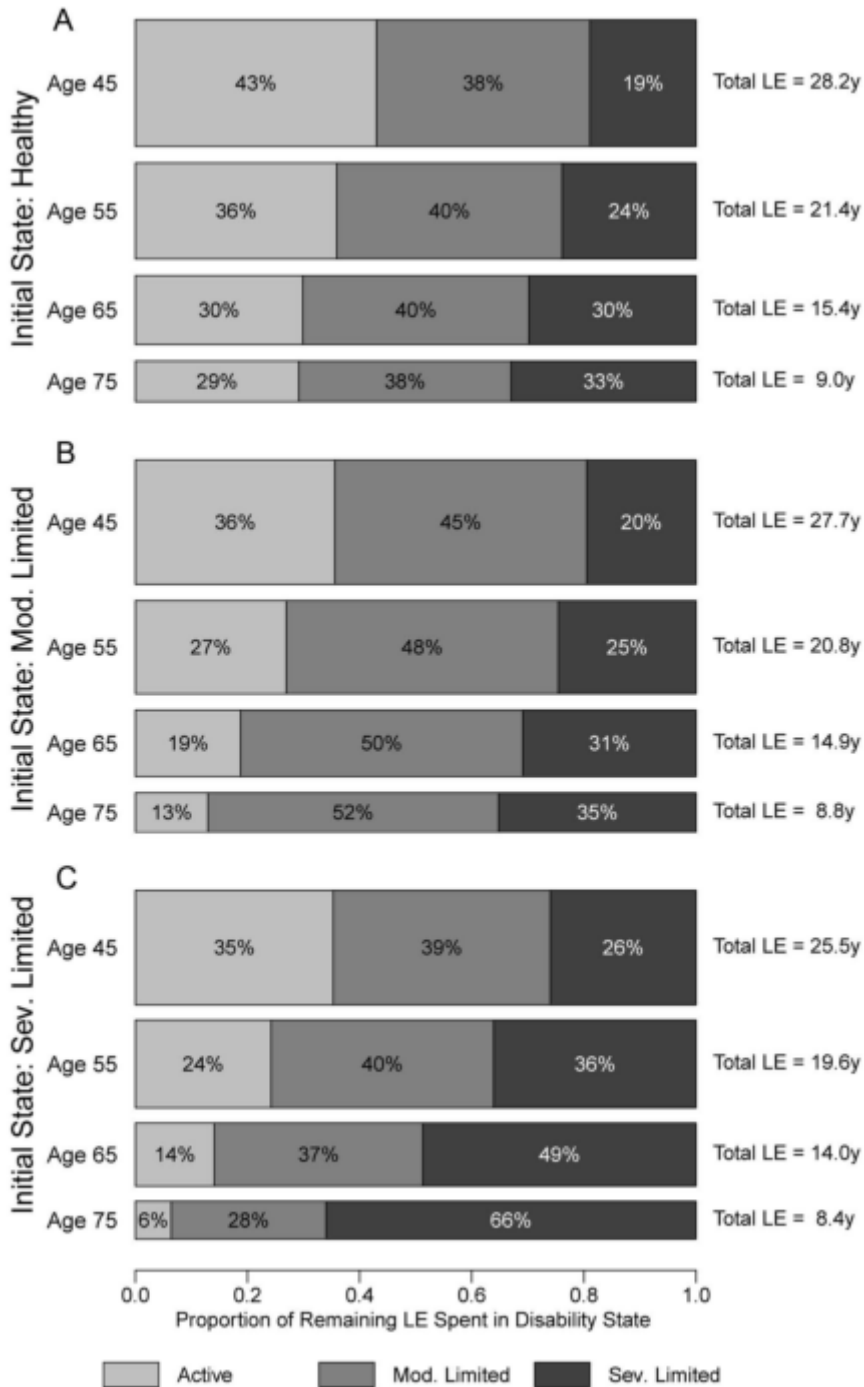 A
Initial State: Healthy
Age 45 43% 38% 19% Total LE = 28.2y
Age 55 36% 40% 24% Total LE = 21.4y
Age 65 30% 40% 30% Total LE = 15.4y
Age 75 29% 38% 33% Total LE = 9.0y
B
Initial State: Mod. Limited
Age 45 36% 45% 20% Total LE = 27.7y
Age 55 27% 48% 25% Total LE = 20.8y
Age 65 19% 50% 31% Total LE = 14.9y
Age 75 13% 52% 35% Total LE = 8.8y
C
Initial State: Sev. Limited
Age 45 35% 39% 26% Total LE = 25.5y
Age 55 24% 40% 36% Total LE = 19.6y
Age 65 14% 37% 49% Total LE = 14.0y
Age 75 6% 28% 66% Total LE = 8.4y
0.0 0.2 0.4 0.6 0.8 1.0
Proportion of Remaining LE Spent in Disability State
Active Mod. Limited Sev. Limited